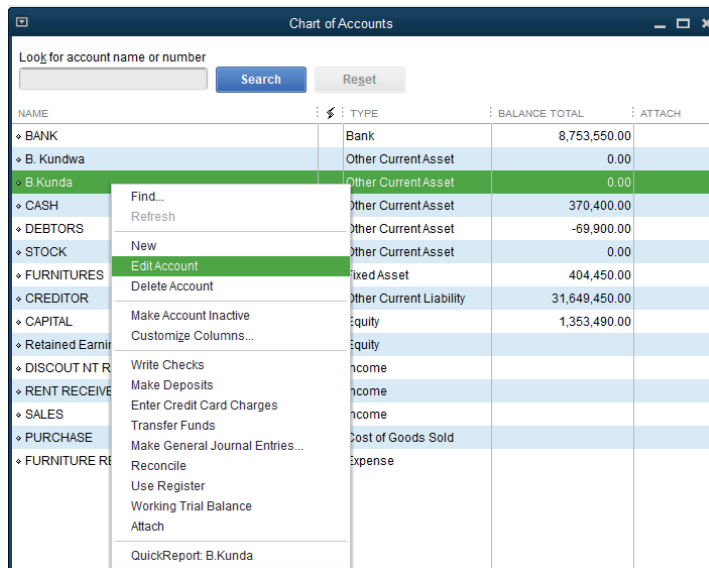 Chart of Accounts
Look for account name or number
Search Reset
NAME TYPE BALANCE TOTAL ATTACH
BANK Bank 8,753,550.00
B. Kundwa Other Current Asset 0.00
B.Kunda Other Current Asset 0.00
CASH Other Current Asset 370,400.00
DEBTORS Other Current Asset -69,900.00
STOCK Other Current Asset 0.00
FURNITURES Fixed Asset 404,450.00
CREDITOR Other Current Liability 31,649,450.00
CAPITAL Equity 1,353,490.00
Retained Earnin Equity
DISCOUT NT R Income
RENT RECEIVE Income
SALES Income
PURCHASE Cost of Goods Sold
FURNITURE RE Expense
Find...
Refresh
New
Edit Account
Delete Account
Make Account Inactive
Customize Columns...
Write Checks
Make Deposits
Enter Credit Card Charges
Transfer Funds
Make General Journal Entries...
Reconcile
Use Register
Working Trial Balance
Attach
QuickReport: B.Kunda